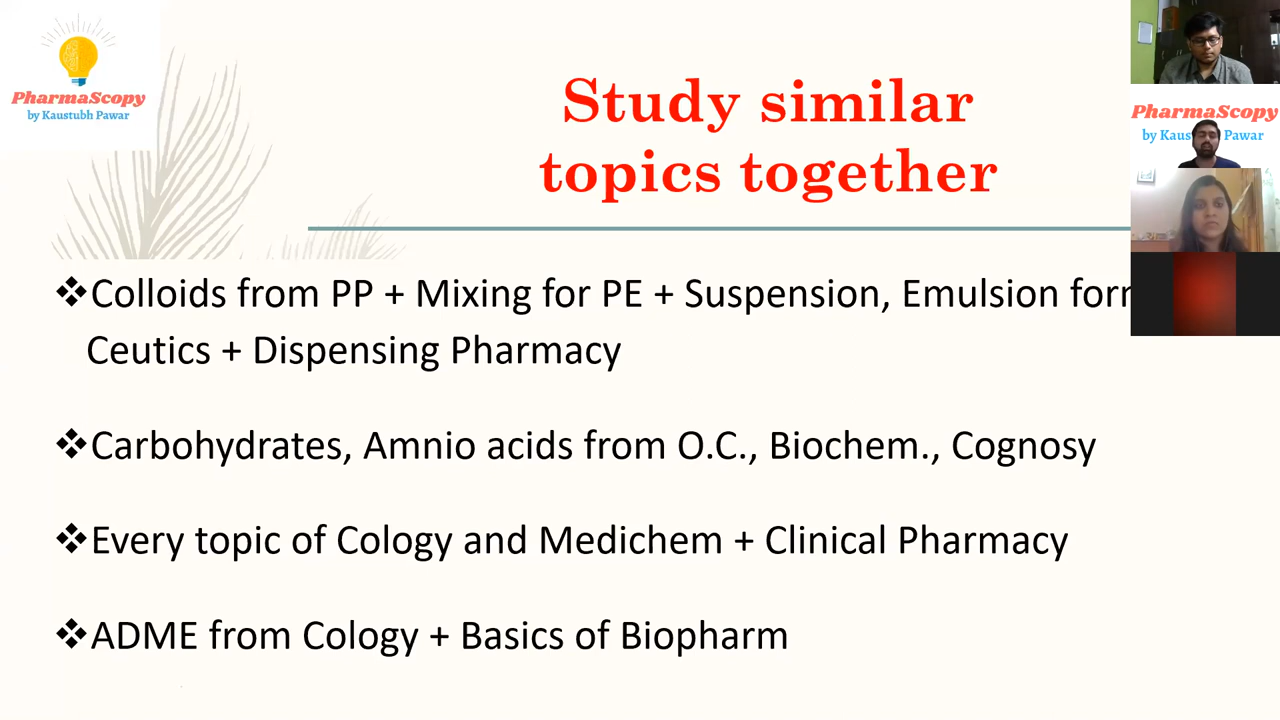 PharmaScopy
by Kaustubh Pawar
Study similar
topics together
PharmaScopy
by Pawar
❖Colloids from PP + Mixing for PE + Suspension, Emulsion
Ceutics + Dispensing Pharmacy
❖Carbohydrates, Amnio acids from O.C., Biochem., Cognosy
❖Every topic of Cology and Medichem + Clinical Pharmacy
❖ADME from Cology + Basics of Biopharm